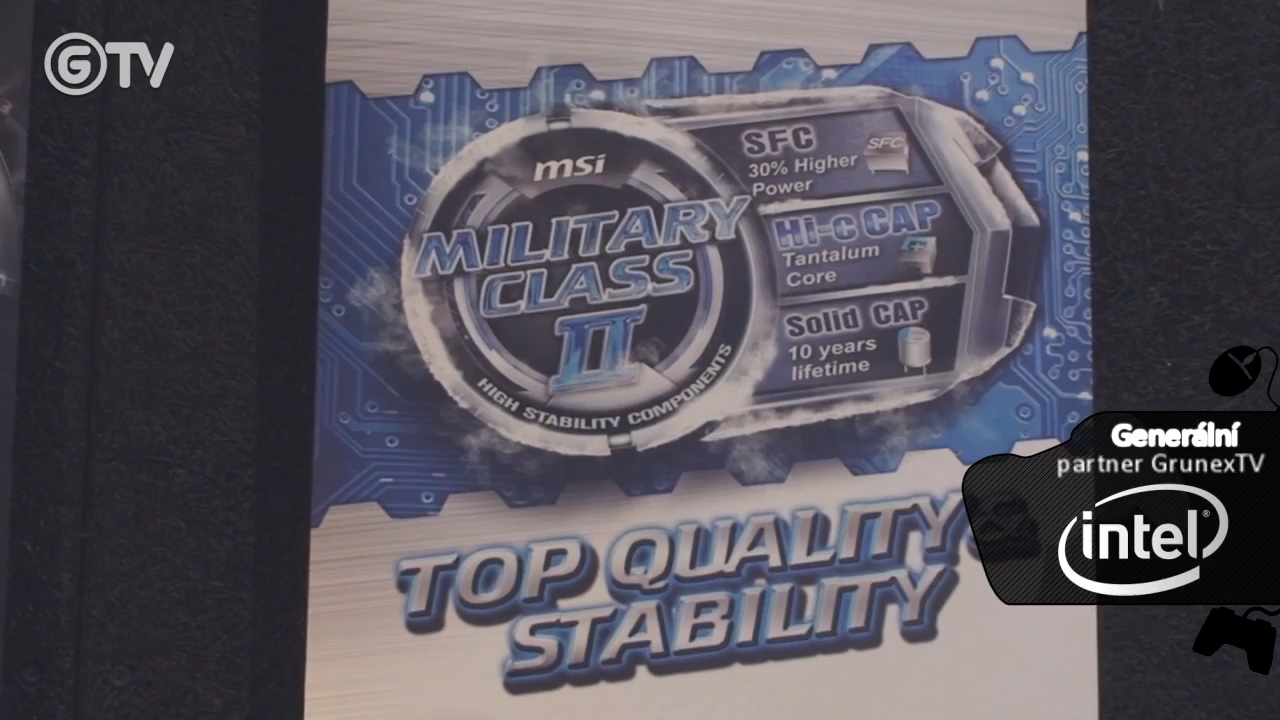 GTV
msi
MILITARY
CLASS
II
HIGH STABILITY COMPONENTS
SFC
30% Higher
Power
SFC
Hi-c CAP
Tantalum
Core
Solid CAP
10 years
lifetime
TOP QUALITY &
STABILITY
Generální
partner GrunexTV
intel®